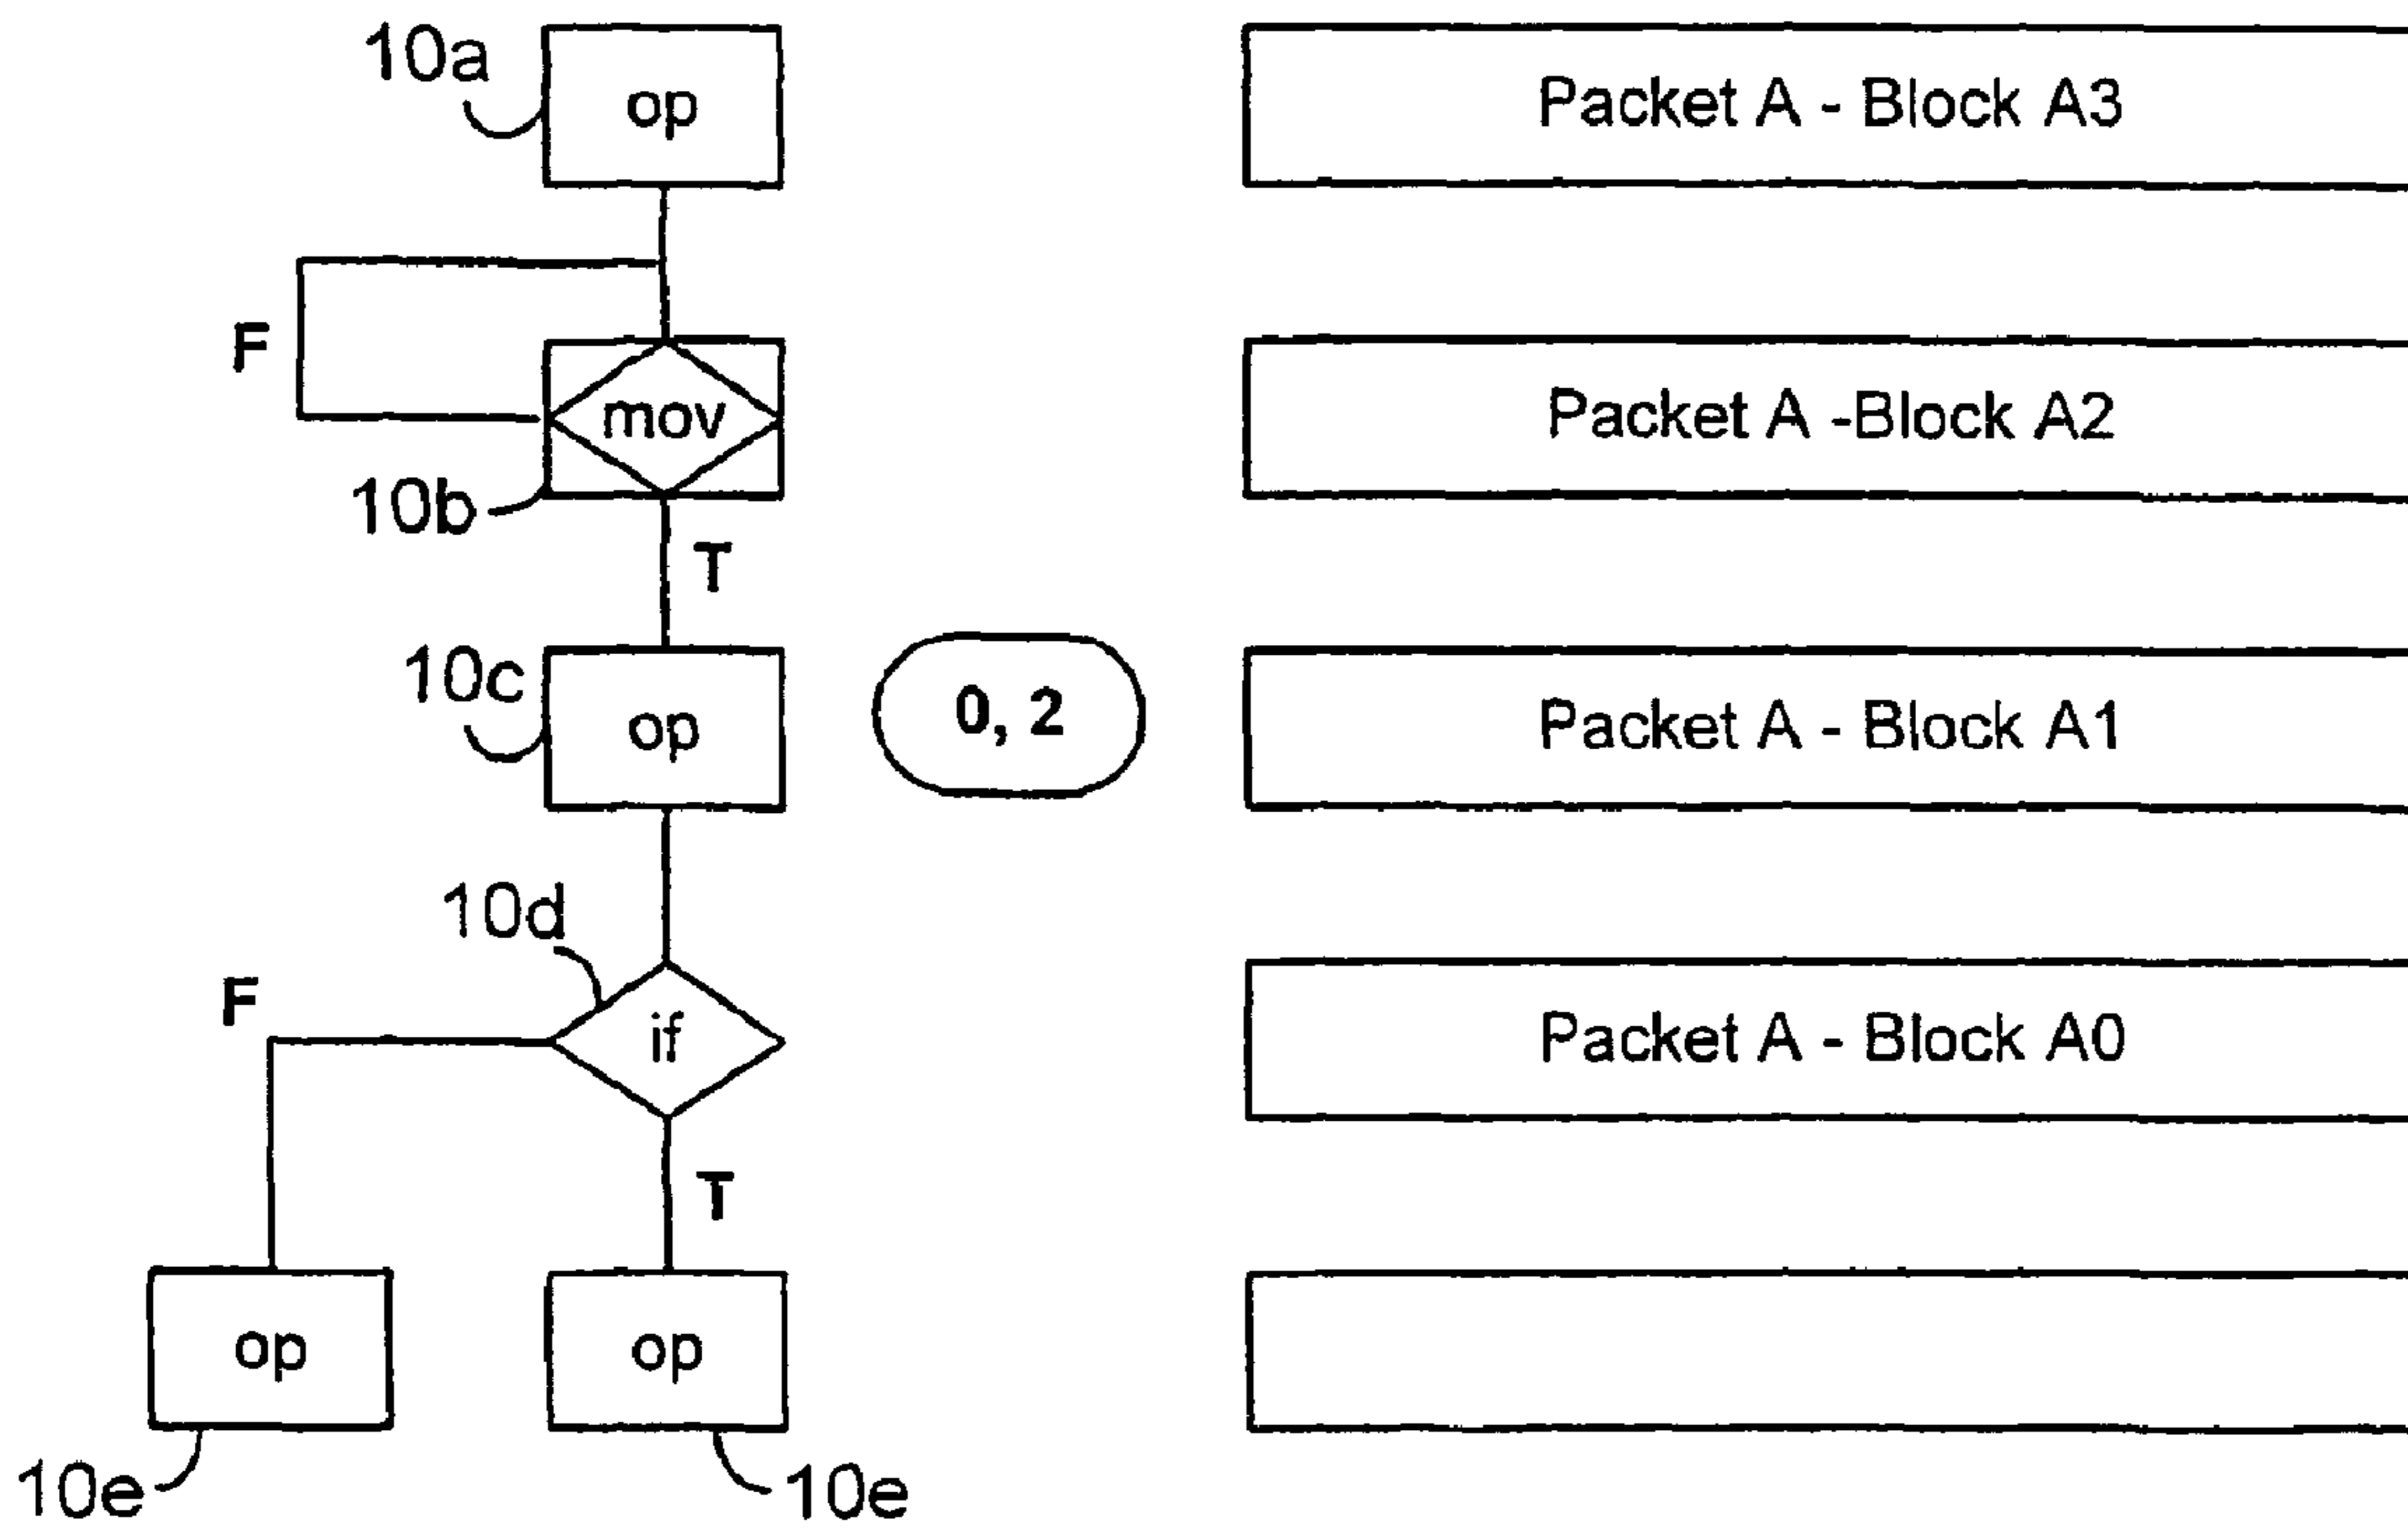 10a
op
Packet A - Block A3
F
mov
Packet A -Block A2
10b
T
10c
op
0, 2
Packet A - Block A1
10d
F
if
Packet A - Block A0
T
op
op
10e
10e